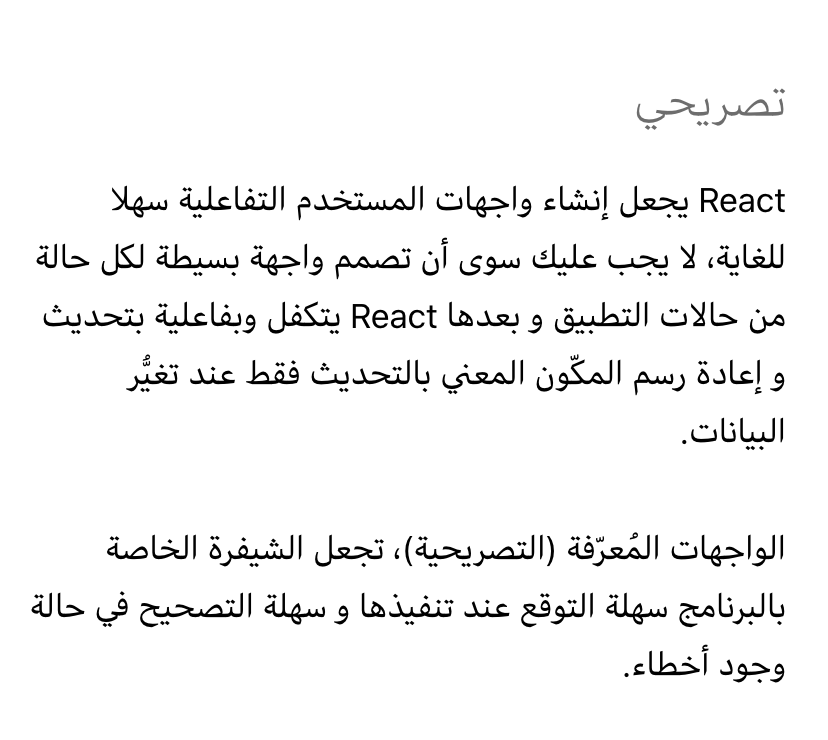 تصريحي
React يجعل إنشاء واجهات المستخدم التفاعلية سهلا
للغاية، لا يجب عليك سوى أن تصمم واجهة بسيطة لكل حالة
من حالات التطبيق و بعدها React يتكفل وبفاعلية بتحديث
و إعادة رسم المكّون المعني بالتحديث فقط عند تغيُّر
البيانات.
الواجهات المُعرّفة (التصريحية)، تجعل الشيفرة الخاصة
بالبرنامج سهلة التوقع عند تنفيذها و سهلة التصحيح في حالة
وجود أخطاء.